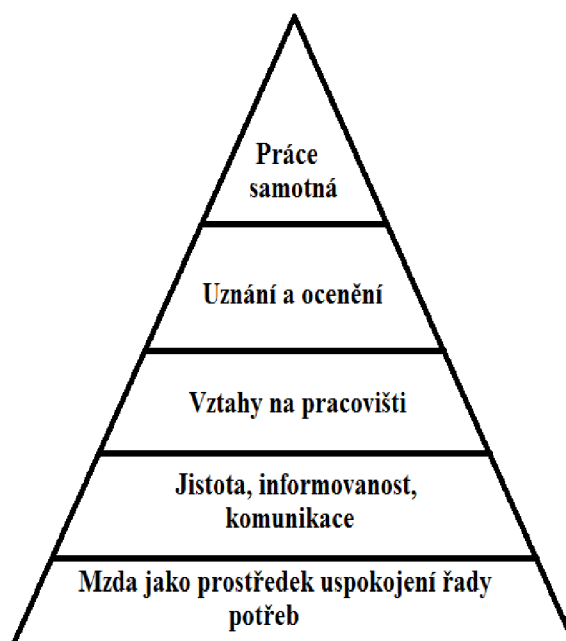 Práce
samotná
Uznání a ocenění
Vztahy na pracovišti
Jistota, informovanost,
komunikace
Mzda jako prostředek uspokojení řady
potřeb